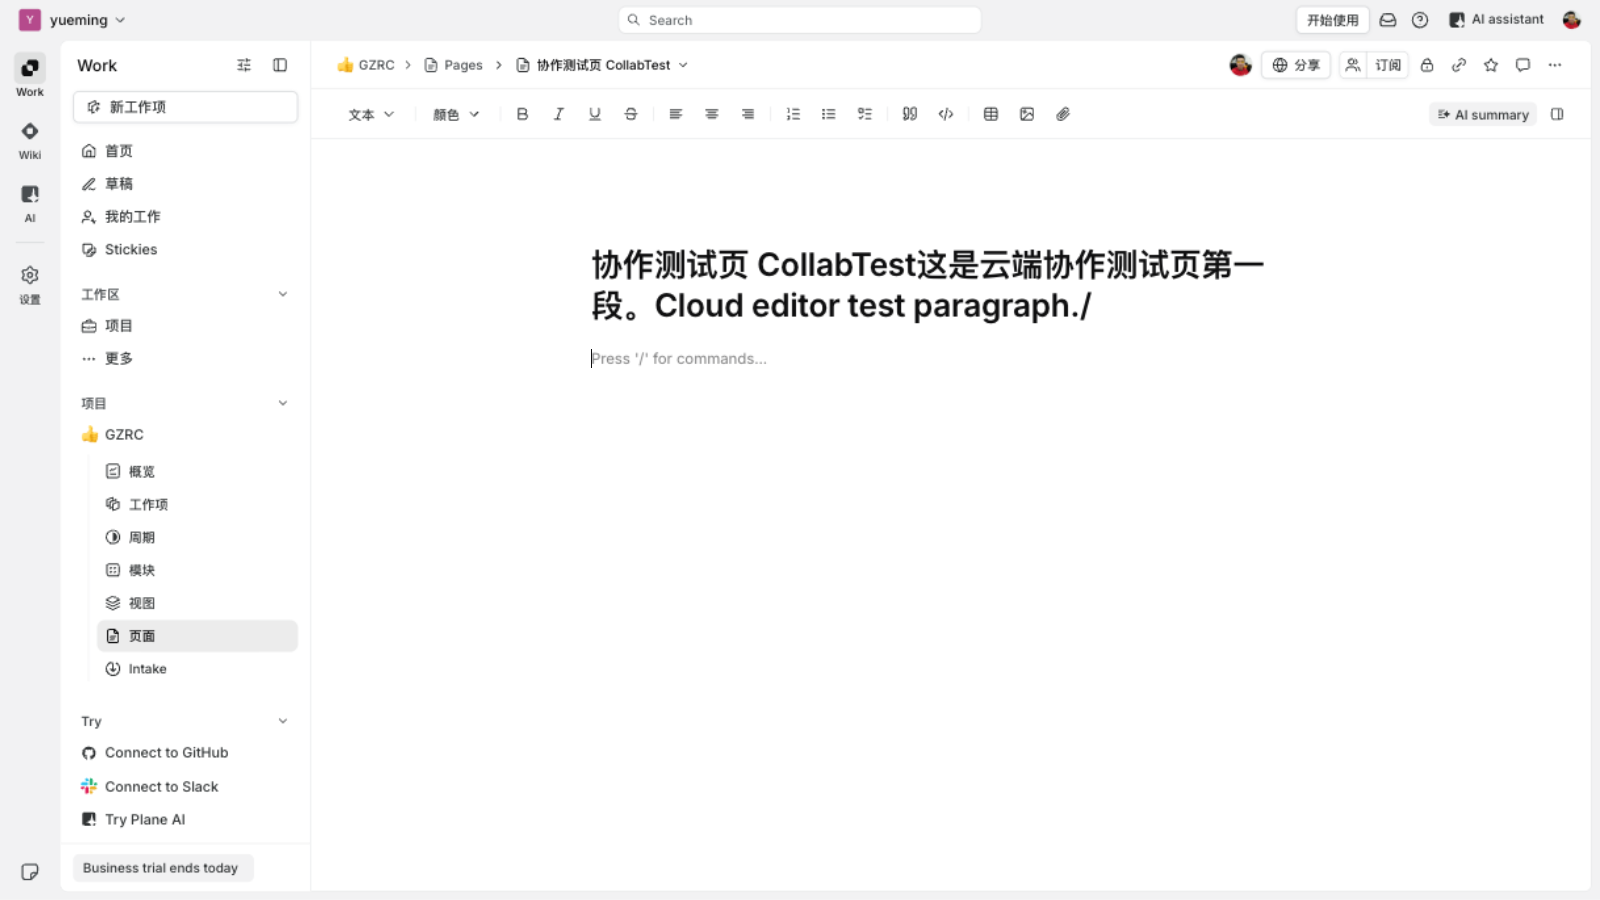 Y yueming
Search
开始使用
AI assistant
Work
Wiki
AI
设置
Work
新工作项
首页
草稿
我的工作
Stickies
工作区
项目
更多
项目
GZRC
概览
工作项
周期
模块
视图
页面
Intake
Try
Connect to GitHub
Connect to Slack
Try Plane AI
Business trial ends today
GZRC > Pages > 协作测试页 CollabTest
分享
订阅
文本
颜色
AI summary
协作测试页 CollabTest这是云端协作测试页第一
段。Cloud editor test paragraph./
Press '/' for commands...